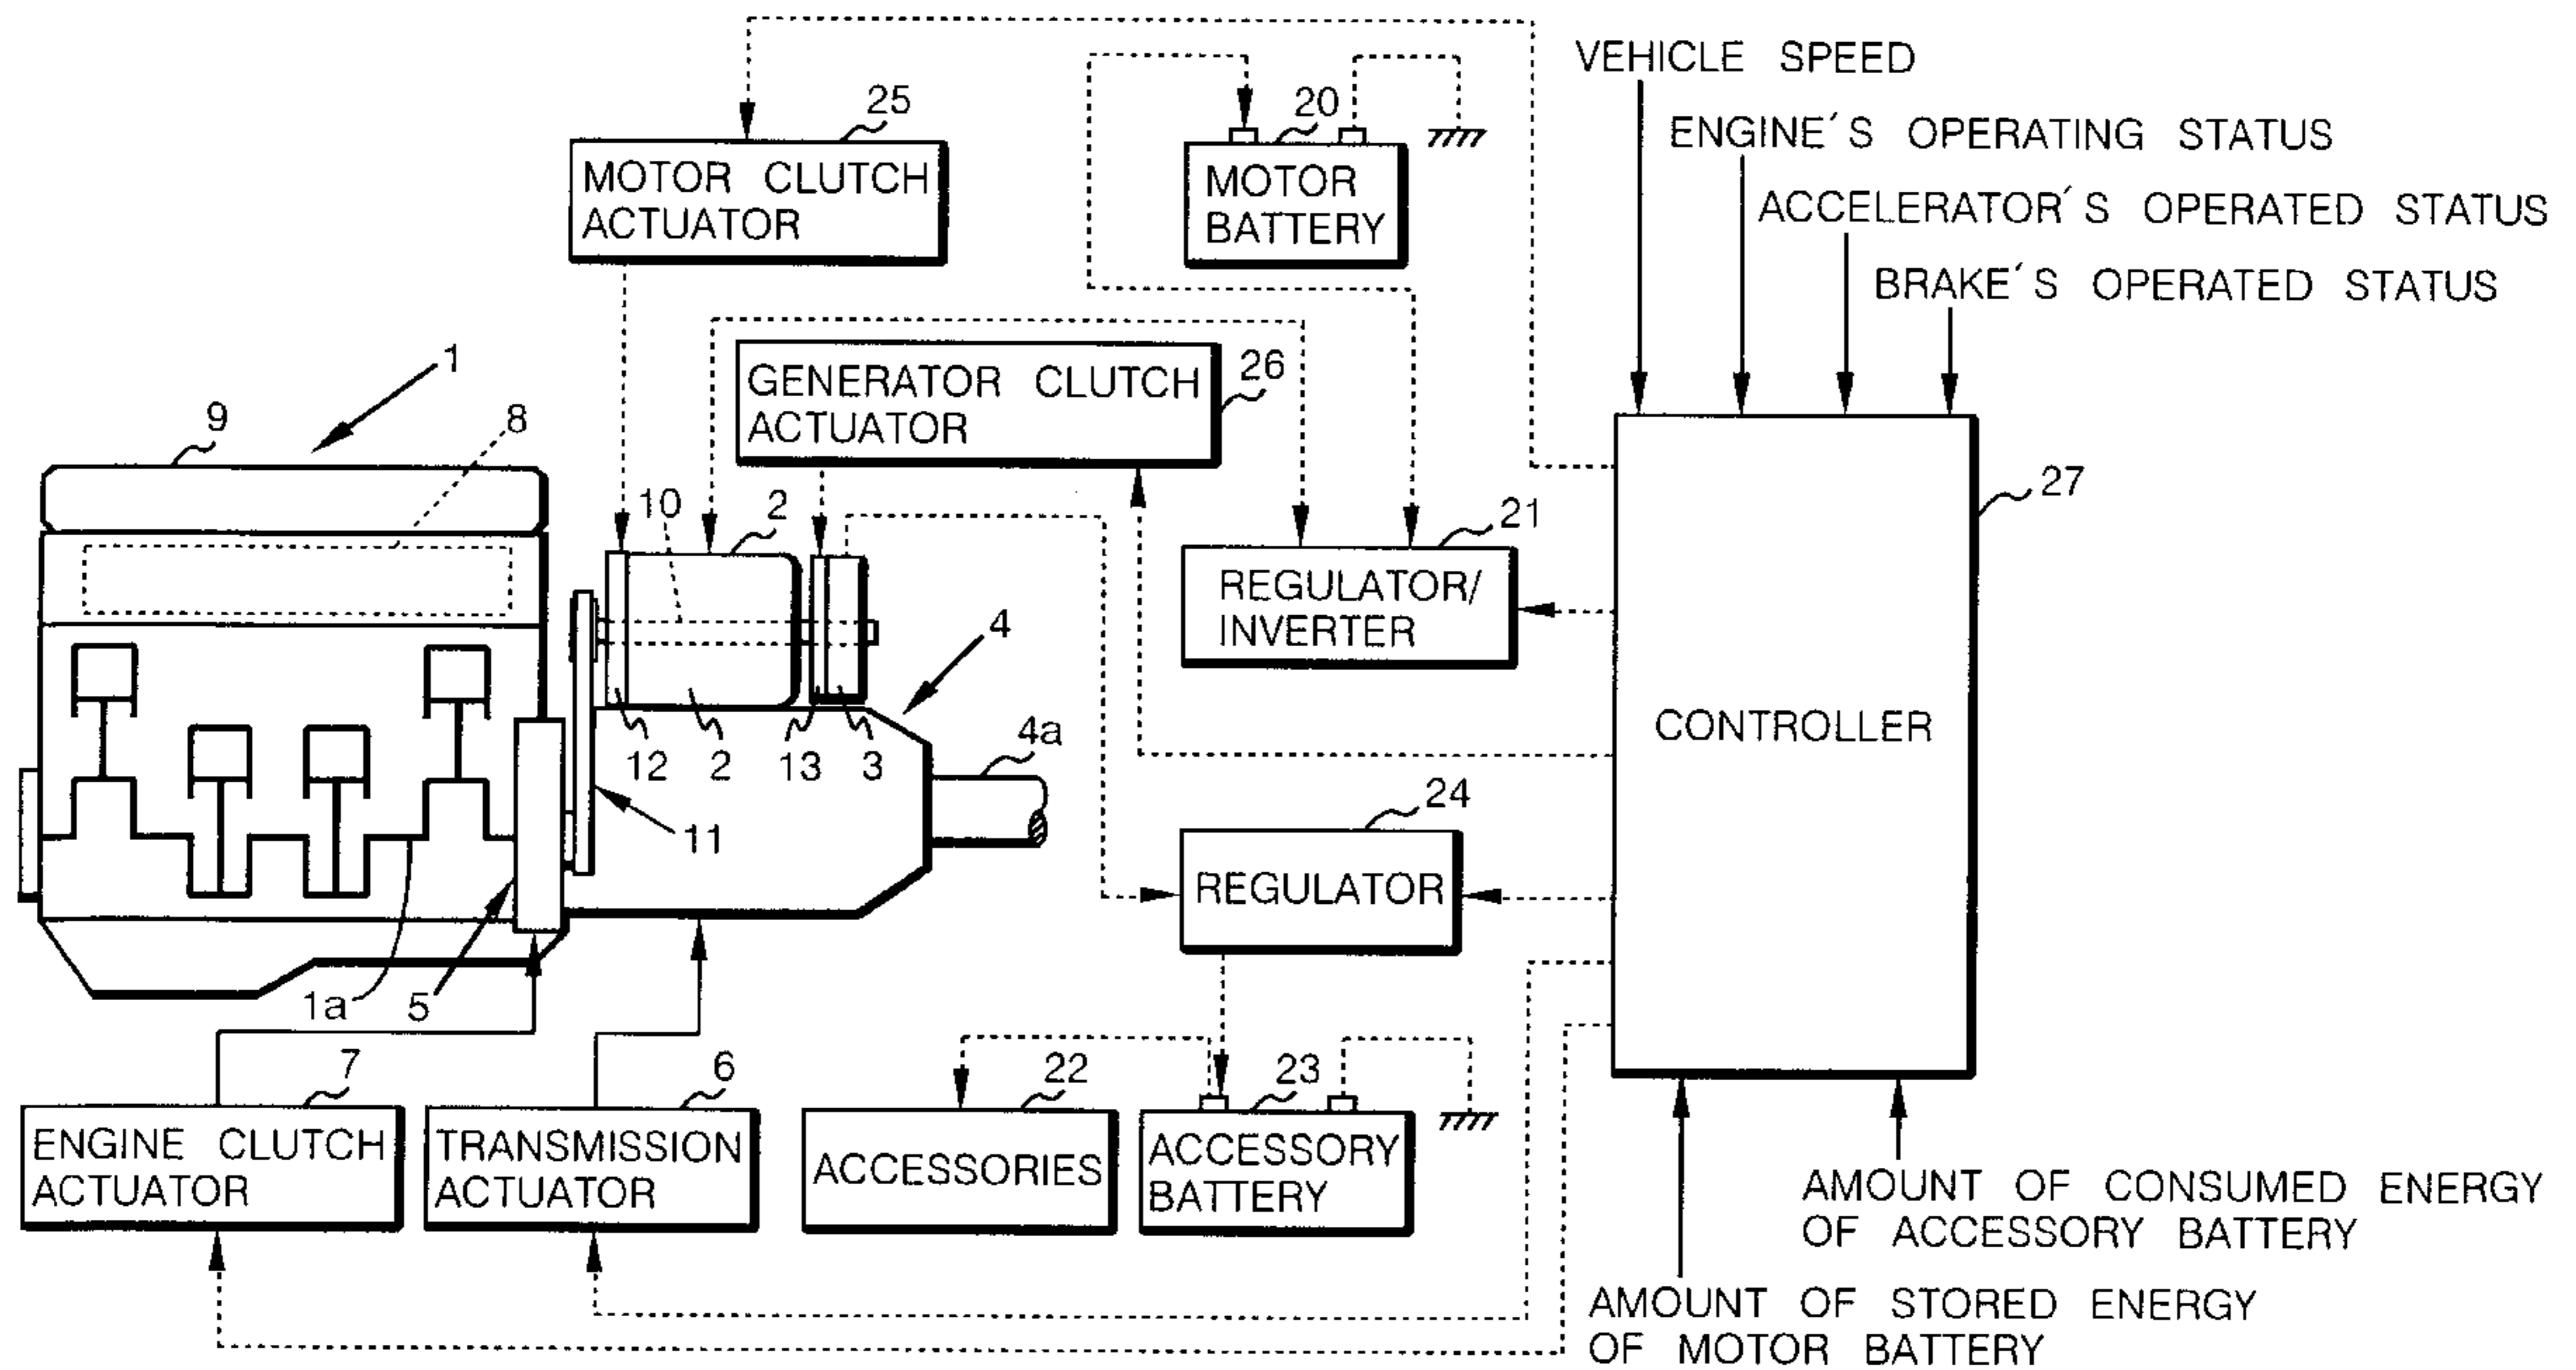 VEHICLE SPEED
ENGINE'S OPERATING STATUS
ACCELERATOR'S OPERATED STATUS
BRAKE'S OPERATED STATUS
25
MOTOR CLUTCH
ACTUATOR
20
MOTOR
BATTERY
1
9
8
GENERATOR CLUTCH
ACTUATOR
26
10
2
21
REGULATOR/
INVERTER
27
CONTROLLER
4
4a
12
2
13
3
11
24
REGULATOR
1a
5
7
ENGINE CLUTCH
ACTUATOR
6
TRANSMISSION
ACTUATOR
22
ACCESSORIES
23
ACCESSORY
BATTERY
AMOUNT OF CONSUMED ENERGY
OF ACCESSORY BATTERY
AMOUNT OF STORED ENERGY
OF MOTOR BATTERY